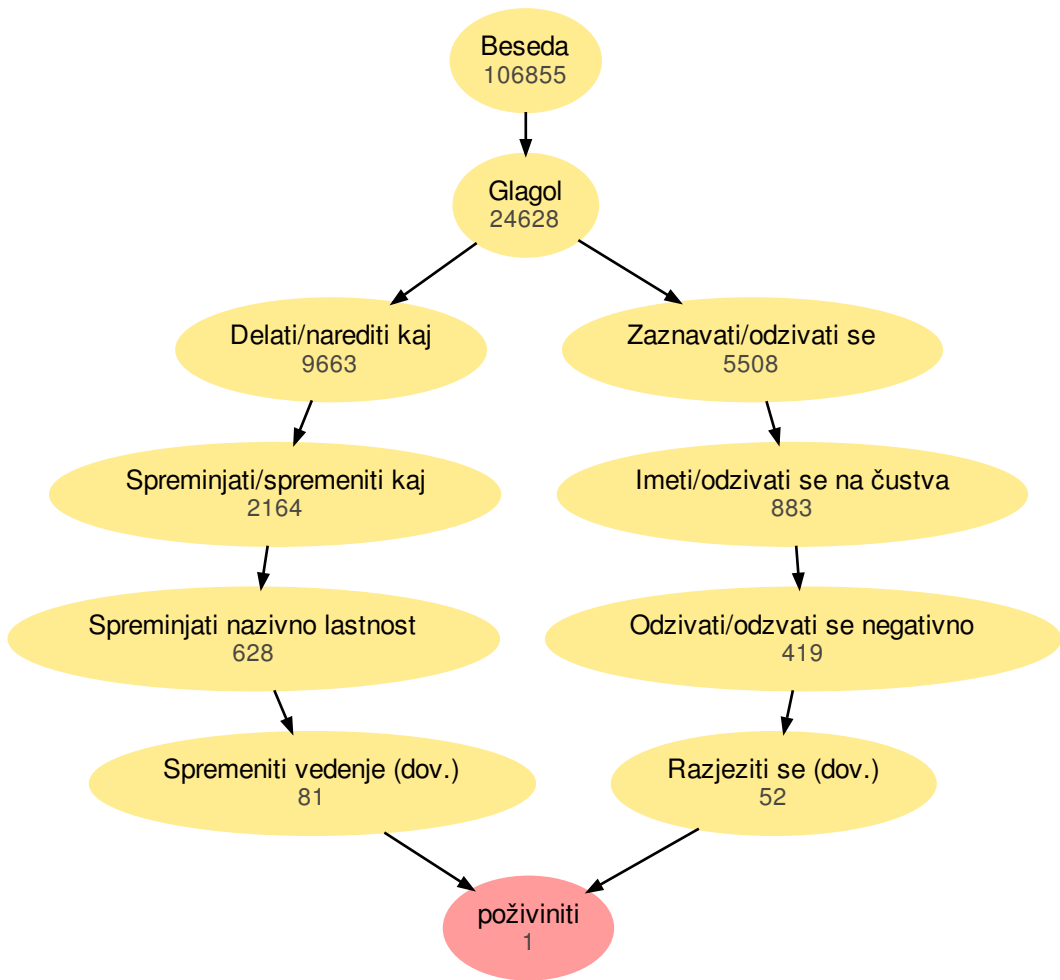 Beseda
106855
Glagol
24628
Delati/narediti kaj
9663
Zaznavati/odzivati se
5508
Spreminjati/spremeniti kaj
2164
Imeti/odzivati se na čustva
883
Spreminjati nazivno lastnost
628
Odzivati/odzvati se negativno
419
Spremeniti vedenje (dov.)
81
Razjeziti se (dov.)
52
poživiniti
1